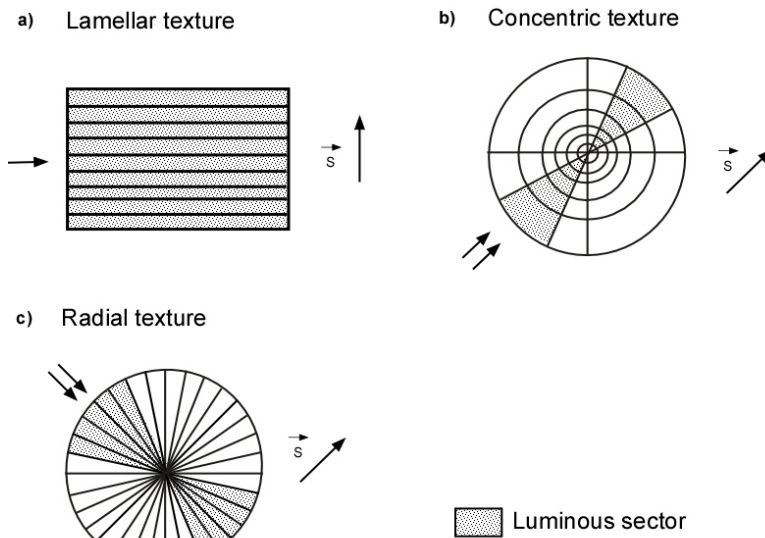 a) Lamellar texture
b) Concentric texture
S
S
c) Radial texture
S
Luminous sector